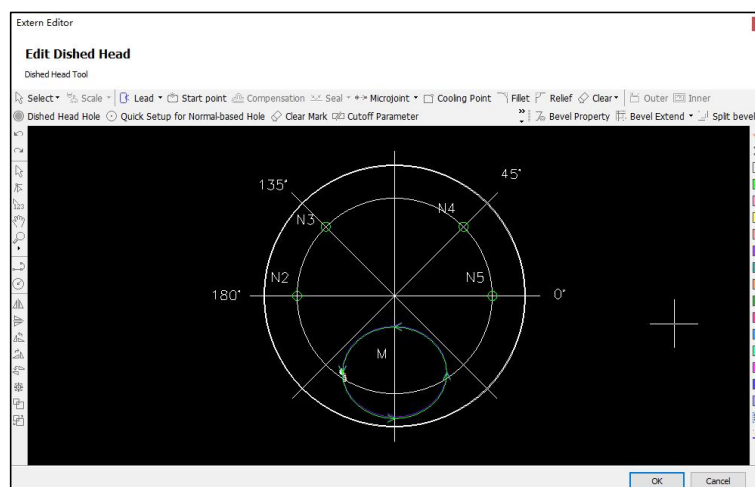 Extern Editor
Edit Dished Head
Dished Head Tool
Select Scale Lead Start point Compensation Seal Microjoint Cooling Point Fillet Relief Clear Outer Inner
Dished Head Hole Quick Setup for Normal-based Hole Clear Mark Cutoff Parameter Bevel Property Bevel Extend Split bevel
123
135° 45°
N3 N4
N2 N5
180° 0°
M
OK Cancel